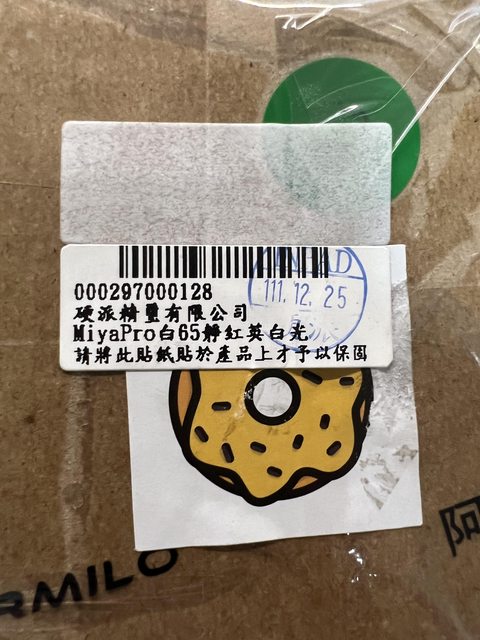 000297000128
硬派精璽有限公司
MiyaPro白65靜紅英白光
請將此貼紙貼於產品上才予以保固
111.12.25
RMILO
阿